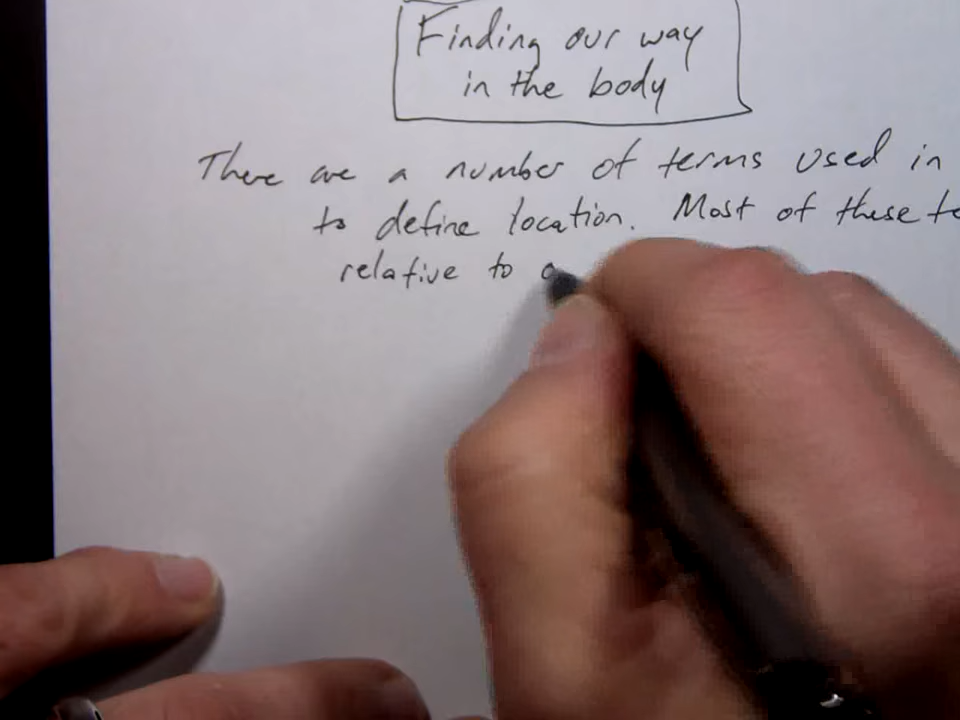 Finding our way
in the body
There are a number of terms used in
to define location. Most of these te
relative to